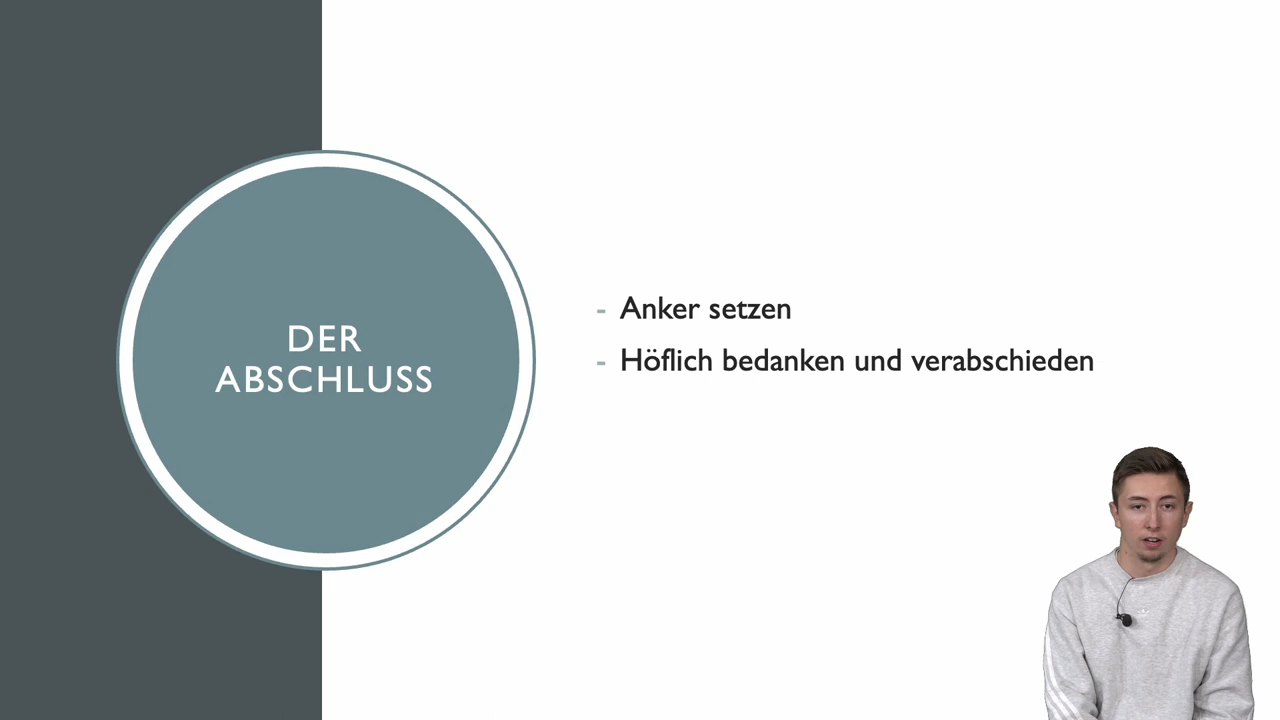 DER
ABSCHLUSS
- Anker setzen
- Höflich bedanken und verabschieden